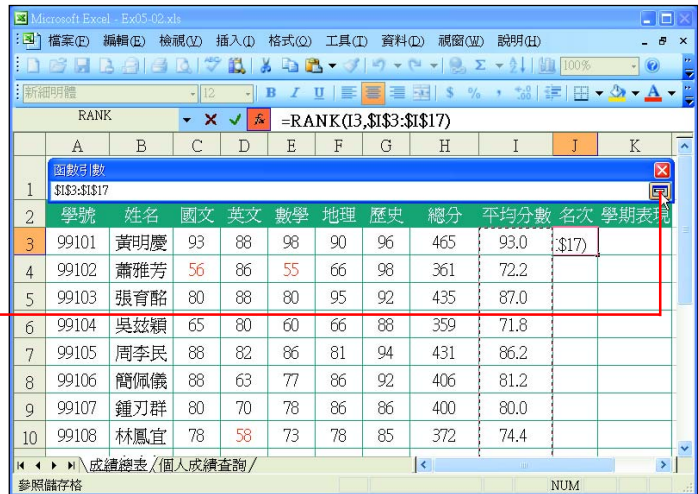 Microsoft Excel - Ex05-02.xls
檔案(F) 編輯(E) 檢視(V) 插入(I) 格式(O) 工具(T) 資料(D) 視窗(W) 說明(H)
新細明體 12 B I U $ % , A
100%
RANK =RANK(I3,$I$3:$I$17)
A B C D E F G H I J K
函數引數
1 $I$3:$I$17
2 學號 姓名 國文 英文 數學 地理 歷史 總分 平均分數 名次 學期表現
3 99101 黃明慶 93 88 98 90 96 465 93.0 :$17)
4 99102 蕭雅芳 56 86 55 66 98 361 72.2
5 99103 張育酩 80 88 80 95 92 435 87.0
6 99104 吳玆穎 65 80 60 66 88 359 71.8
7 99105 周李民 88 82 86 81 94 431 86.2
8 99106 簡佩儀 88 63 77 86 92 406 81.2
9 99107 鍾刃群 80 70 78 86 86 400 80.0
10 99108 林鳳宜 78 58 73 78 85 372 74.4
成績總表 個人成績查詢
參照儲存格 NUM